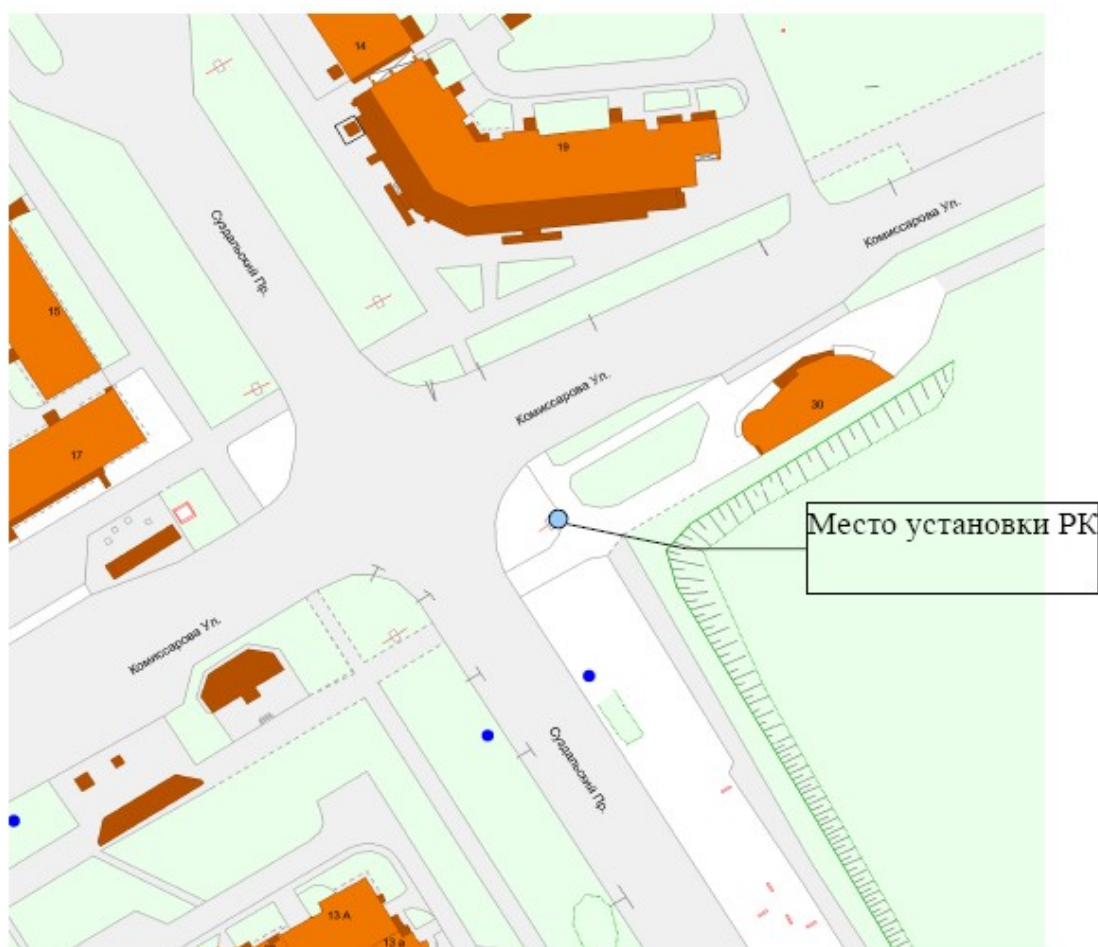 14
19
Комиссарова Ул.
Суздальский Пр.
15
Комиссарова Ул.
30
17
Место установки РК
Комиссарова Ул.
Суздальский Пр.
13 А
13 а